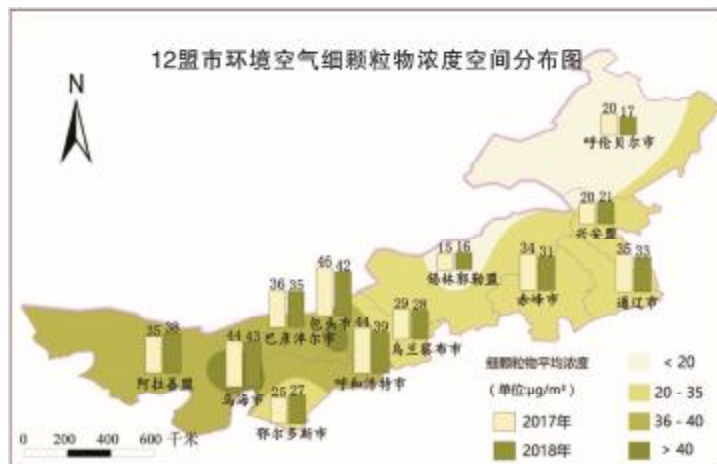 12盟市环境空气细颗粒物浓度空间分布图
N
20 17
呼伦贝尔市
20 21
兴安盟
15 16
锡林郭勒盟
34 31
赤峰市
35 33
通辽市
46 42
包头市
36 35
巴彦淖尔市
29 28
乌兰察布市
44 39
呼和浩特市
35 38
阿拉善盟
44 43
乌海市
25 27
鄂尔多斯市
细颗粒物平均浓度
(单位:μg/m³)
2017年
2018年
< 20
20 - 35
36 - 40
> 40
0 200 400 600 千米